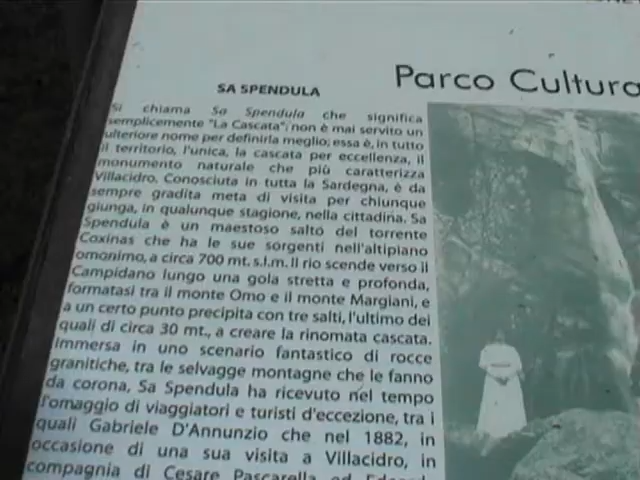 Parco Cultura
SA SPENDULA
Si chiama Sa Spendula che significa
semplicemente "La Cascata"; non è mai servito un
ulteriore nome per definirla meglio; essa è, in tutto
il territorio, l'unica, la cascata per eccellenza, il
monumento naturale che più caratterizza
Villacidro. Conosciuta in tutta la Sardegna, è da
sempre gradita meta di visita per chiunque
giunga, in qualunque stagione, nella cittadina. Sa
Spendula è un maestoso salto del torrente
Coxinas che ha le sue sorgenti nell'altipiano
omonimo, a circa 700 mt. s.l.m. Il rio scende verso il
Campidano lungo una gola stretta e profonda,
formatasi tra il monte Omo e il monte Margiani, e
a un certo punto precipita con tre salti, l'ultimo dei
quali di circa 30 mt., a creare la rinomata cascata.
Immersa in uno scenario fantastico di rocce
granitiche, tra le selvagge montagne che le fanno
da corona, Sa Spendula ha ricevuto nel tempo
l'omaggio di viaggiatori e turisti d'eccezione, tra i
quali Gabriele D'Annunzio che nel 1882, in
occasione di una sua visita a Villacidro, in
compagnia di Cesare Pascarella ed